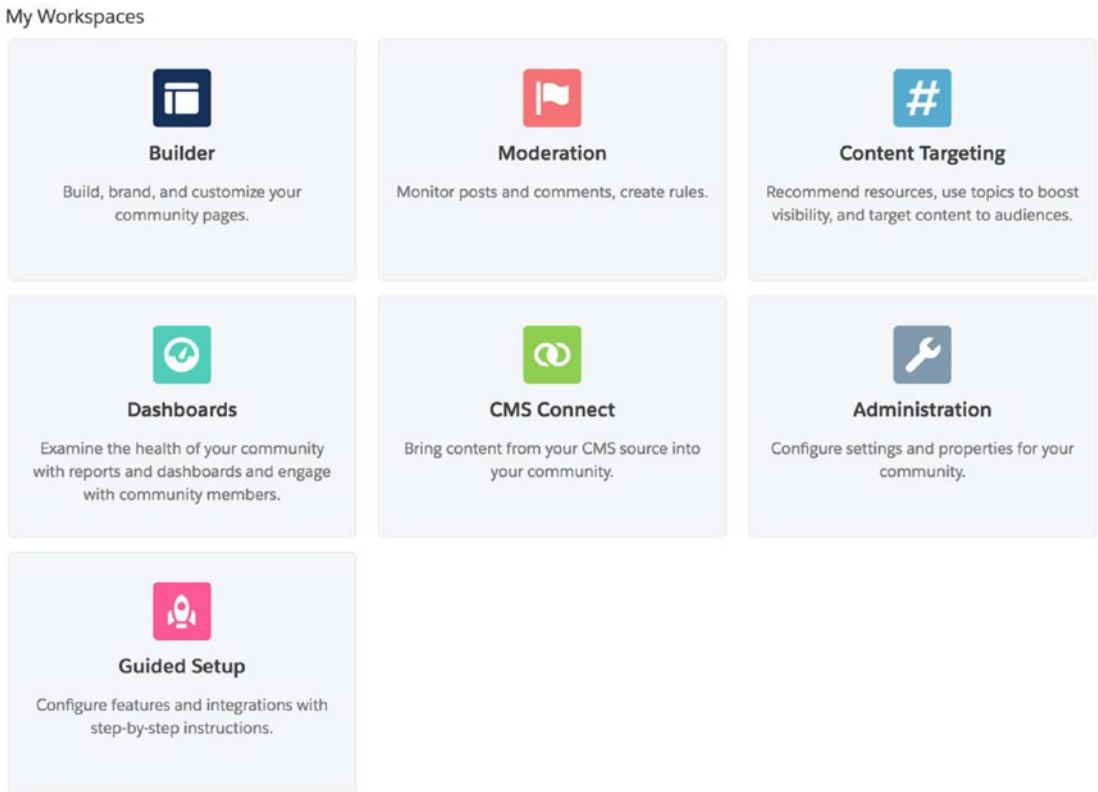 My Workspaces
Builder
Build, brand, and customize your
community pages.
Moderation
Monitor posts and comments, create rules.
Content Targeting
Recommend resources, use topics to boost
visibility, and target content to audiences.
Dashboards
Examine the health of your community
with reports and dashboards and engage
with community members.
CMS Connect
Bring content from your CMS source into
your community.
Administration
Configure settings and properties for your
community.
Guided Setup
Configure features and integrations with
step-by-step instructions.